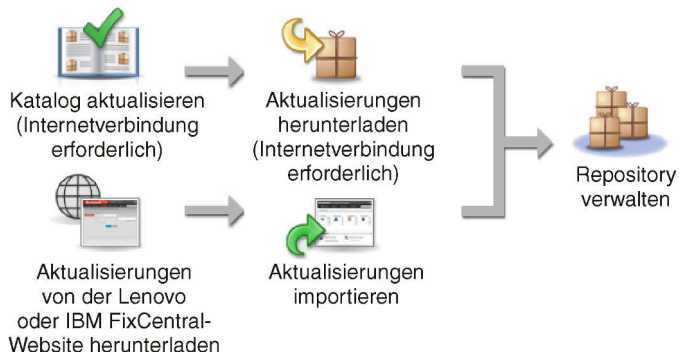 Katalog aktualisieren
(Internetverbindung
erforderlich)
Aktualisierungen
herunterladen
(Internetverbindung
erforderlich)
Repository
verwalten
Aktualisierungen
von der Lenovo
oder IBM FixCentral-
Website herunterladen
Aktualisierungen
importieren